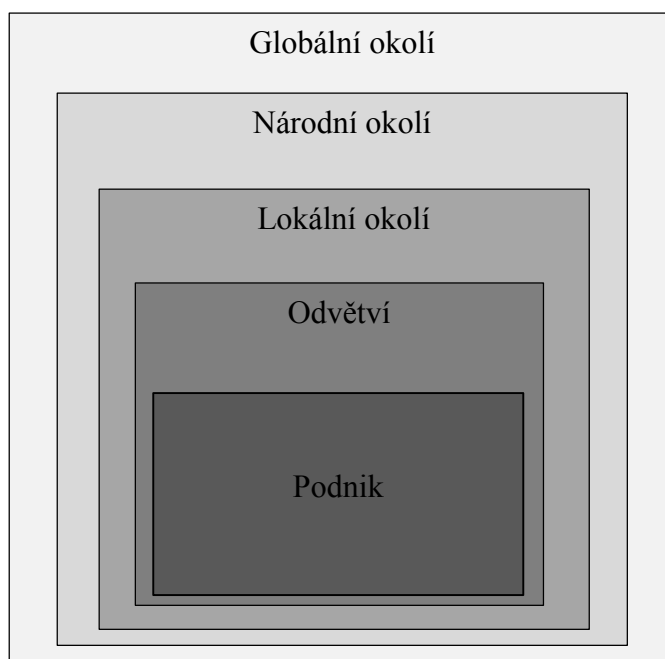 Globální okolí
Národní okolí
Lokální okolí
Odvětví
Podnik